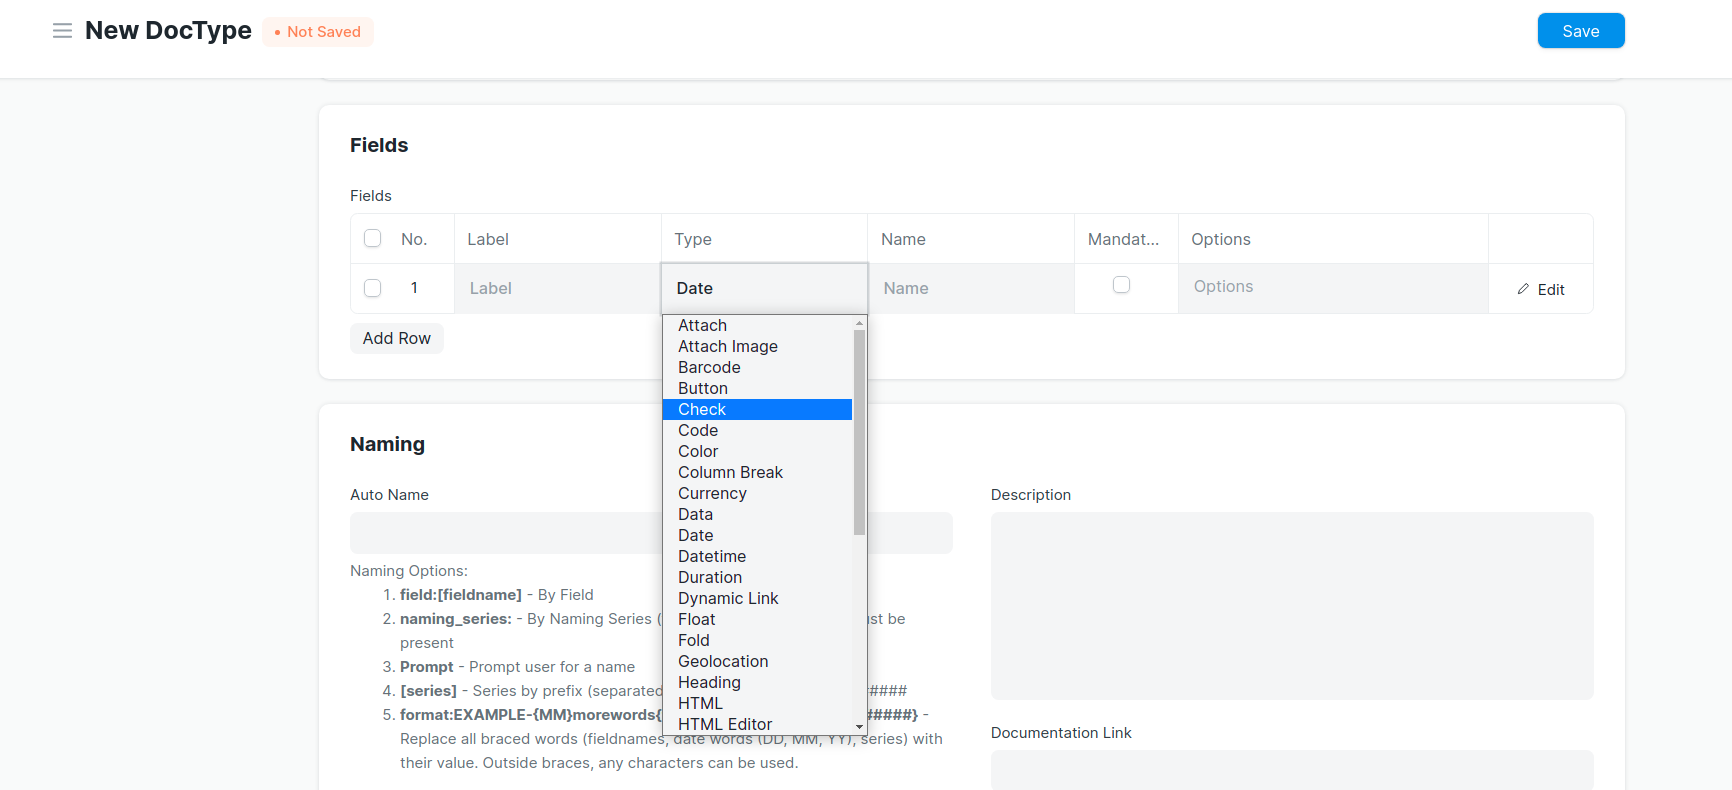 New DocType
• Not Saved
Save
Fields
Fields
No.
Label
Type
Name
Mandat...
Options
1
Label
Date
Name
Options
Edit
Add Row
Attach
Attach Image
Barcode
Button
Check
Code
Color
Column Break
Currency
Data
Date
Datetime
Duration
Dynamic Link
Float
Fold
Geolocation
Heading
HTML
HTML Editor
Naming
Auto Name
Naming Options:
1. field:[fieldname] - By Field
2. naming_series: - By Naming Series ( be
present
3. Prompt - Prompt user for a name
4. [series] - Series by prefix (separated #####
5. format:EXAMPLE-{MM}morewords{ #####} -
Replace all braced words (fieldnames, date words (DD, MM, YY), series) with
their value. Outside braces, any characters can be used.
Description
Documentation Link